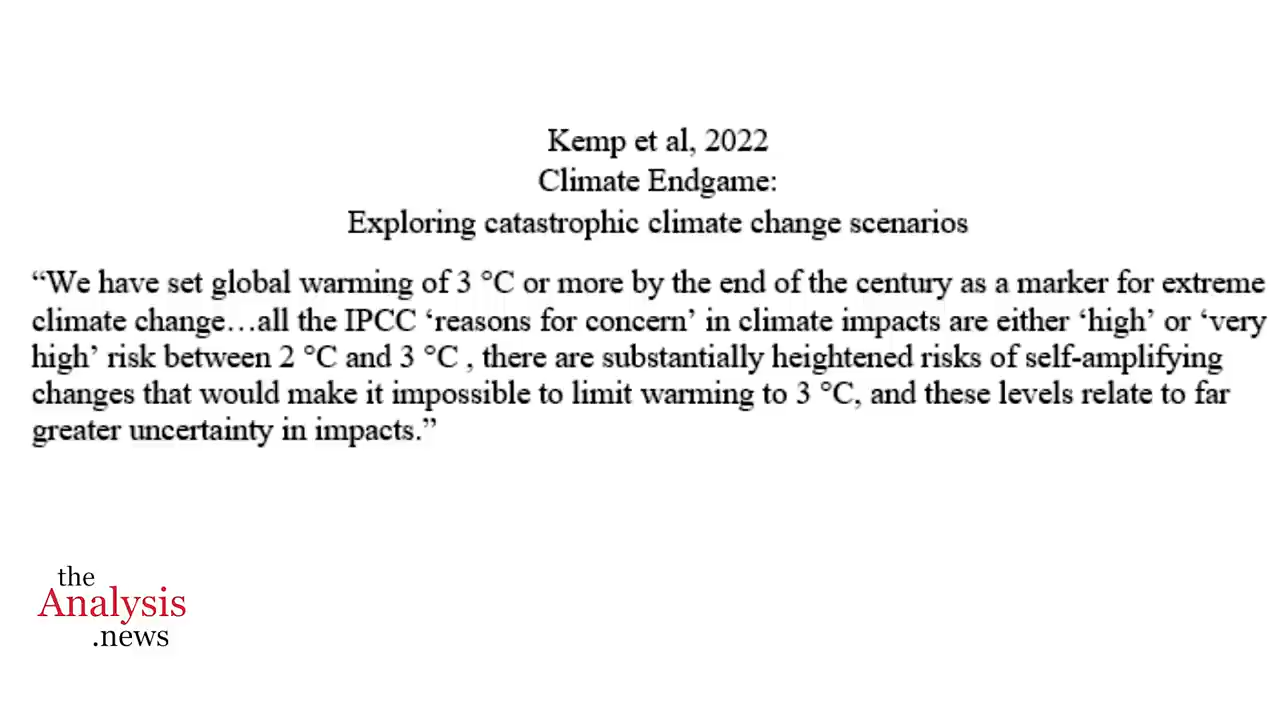 Kemp et al, 2022
Climate Endgame:
Exploring catastrophic climate change scenarios
“We have set global warming of 3 °C or more by the end of the century as a marker for extreme
climate change…all the IPCC ‘reasons for concern’ in climate impacts are either ‘high’ or ‘very
high’ risk between 2 °C and 3 °C , there are substantially heightened risks of self-amplifying
changes that would make it impossible to limit warming to 3 °C, and these levels relate to far
greater uncertainty in impacts.”
the
Analysis
.news